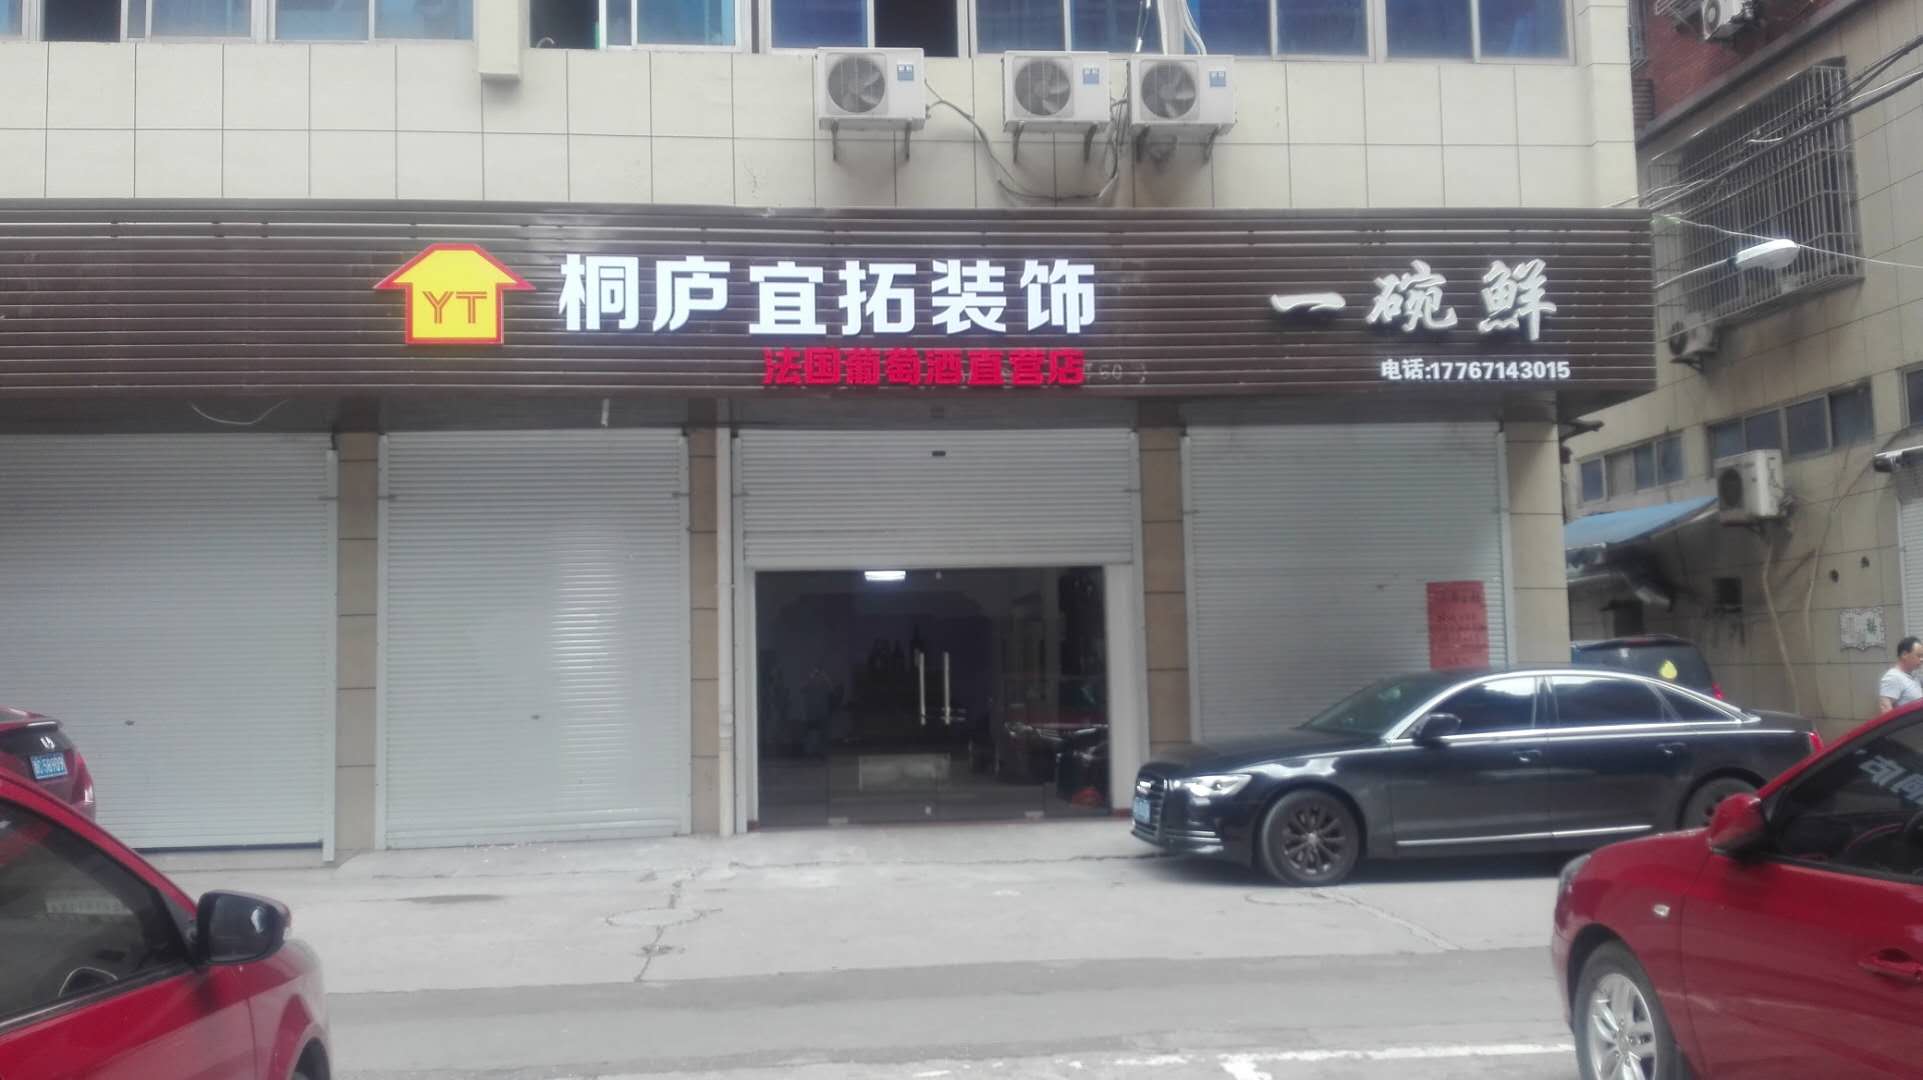 YT
桐庐宜拓装饰
法国葡萄酒直营店
一碗鲜
电话:17767143015